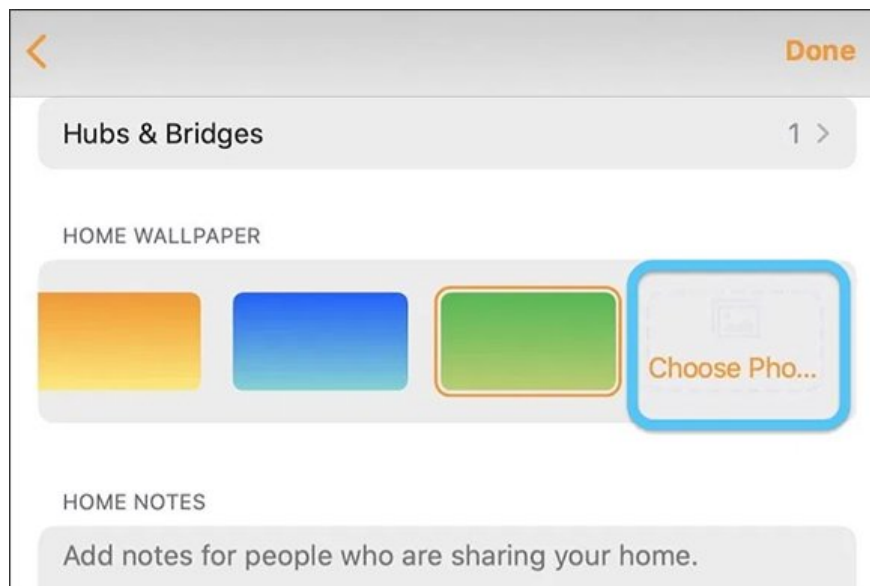 Done
Hubs & Bridges 1
HOME WALLPAPER
Choose Pho...
HOME NOTES
Add notes for people who are sharing your home.